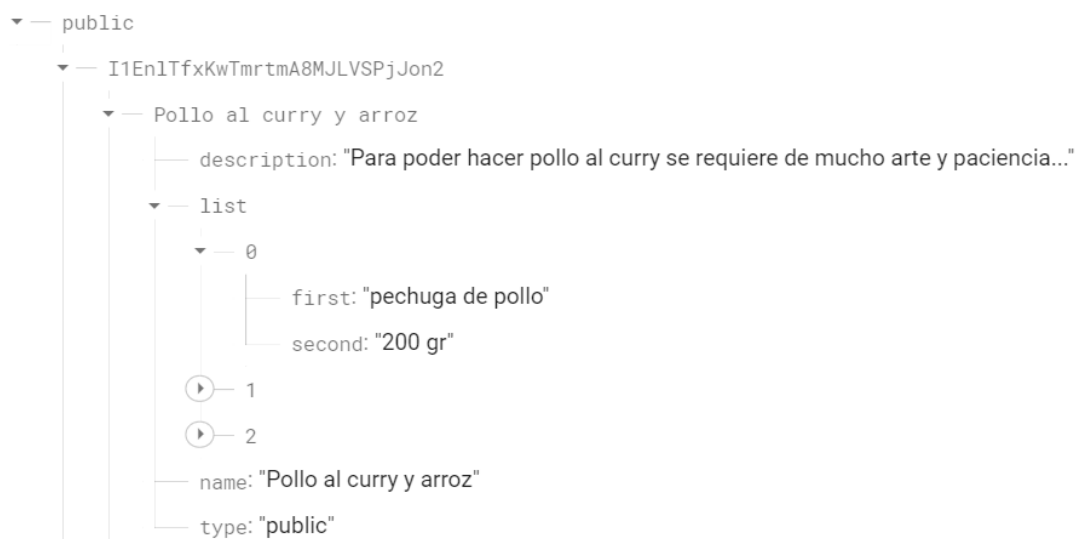 public
I1EnlTfxKwTmrtmA8MJLVSPjJon2
Pollo al curry y arroz
description: "Para poder hacer pollo al curry se requiere de mucho arte y paciencia..."
list
0
first: "pechuga de pollo"
second: "200 gr"
1
2
name: "Pollo al curry y arroz"
type: "public"